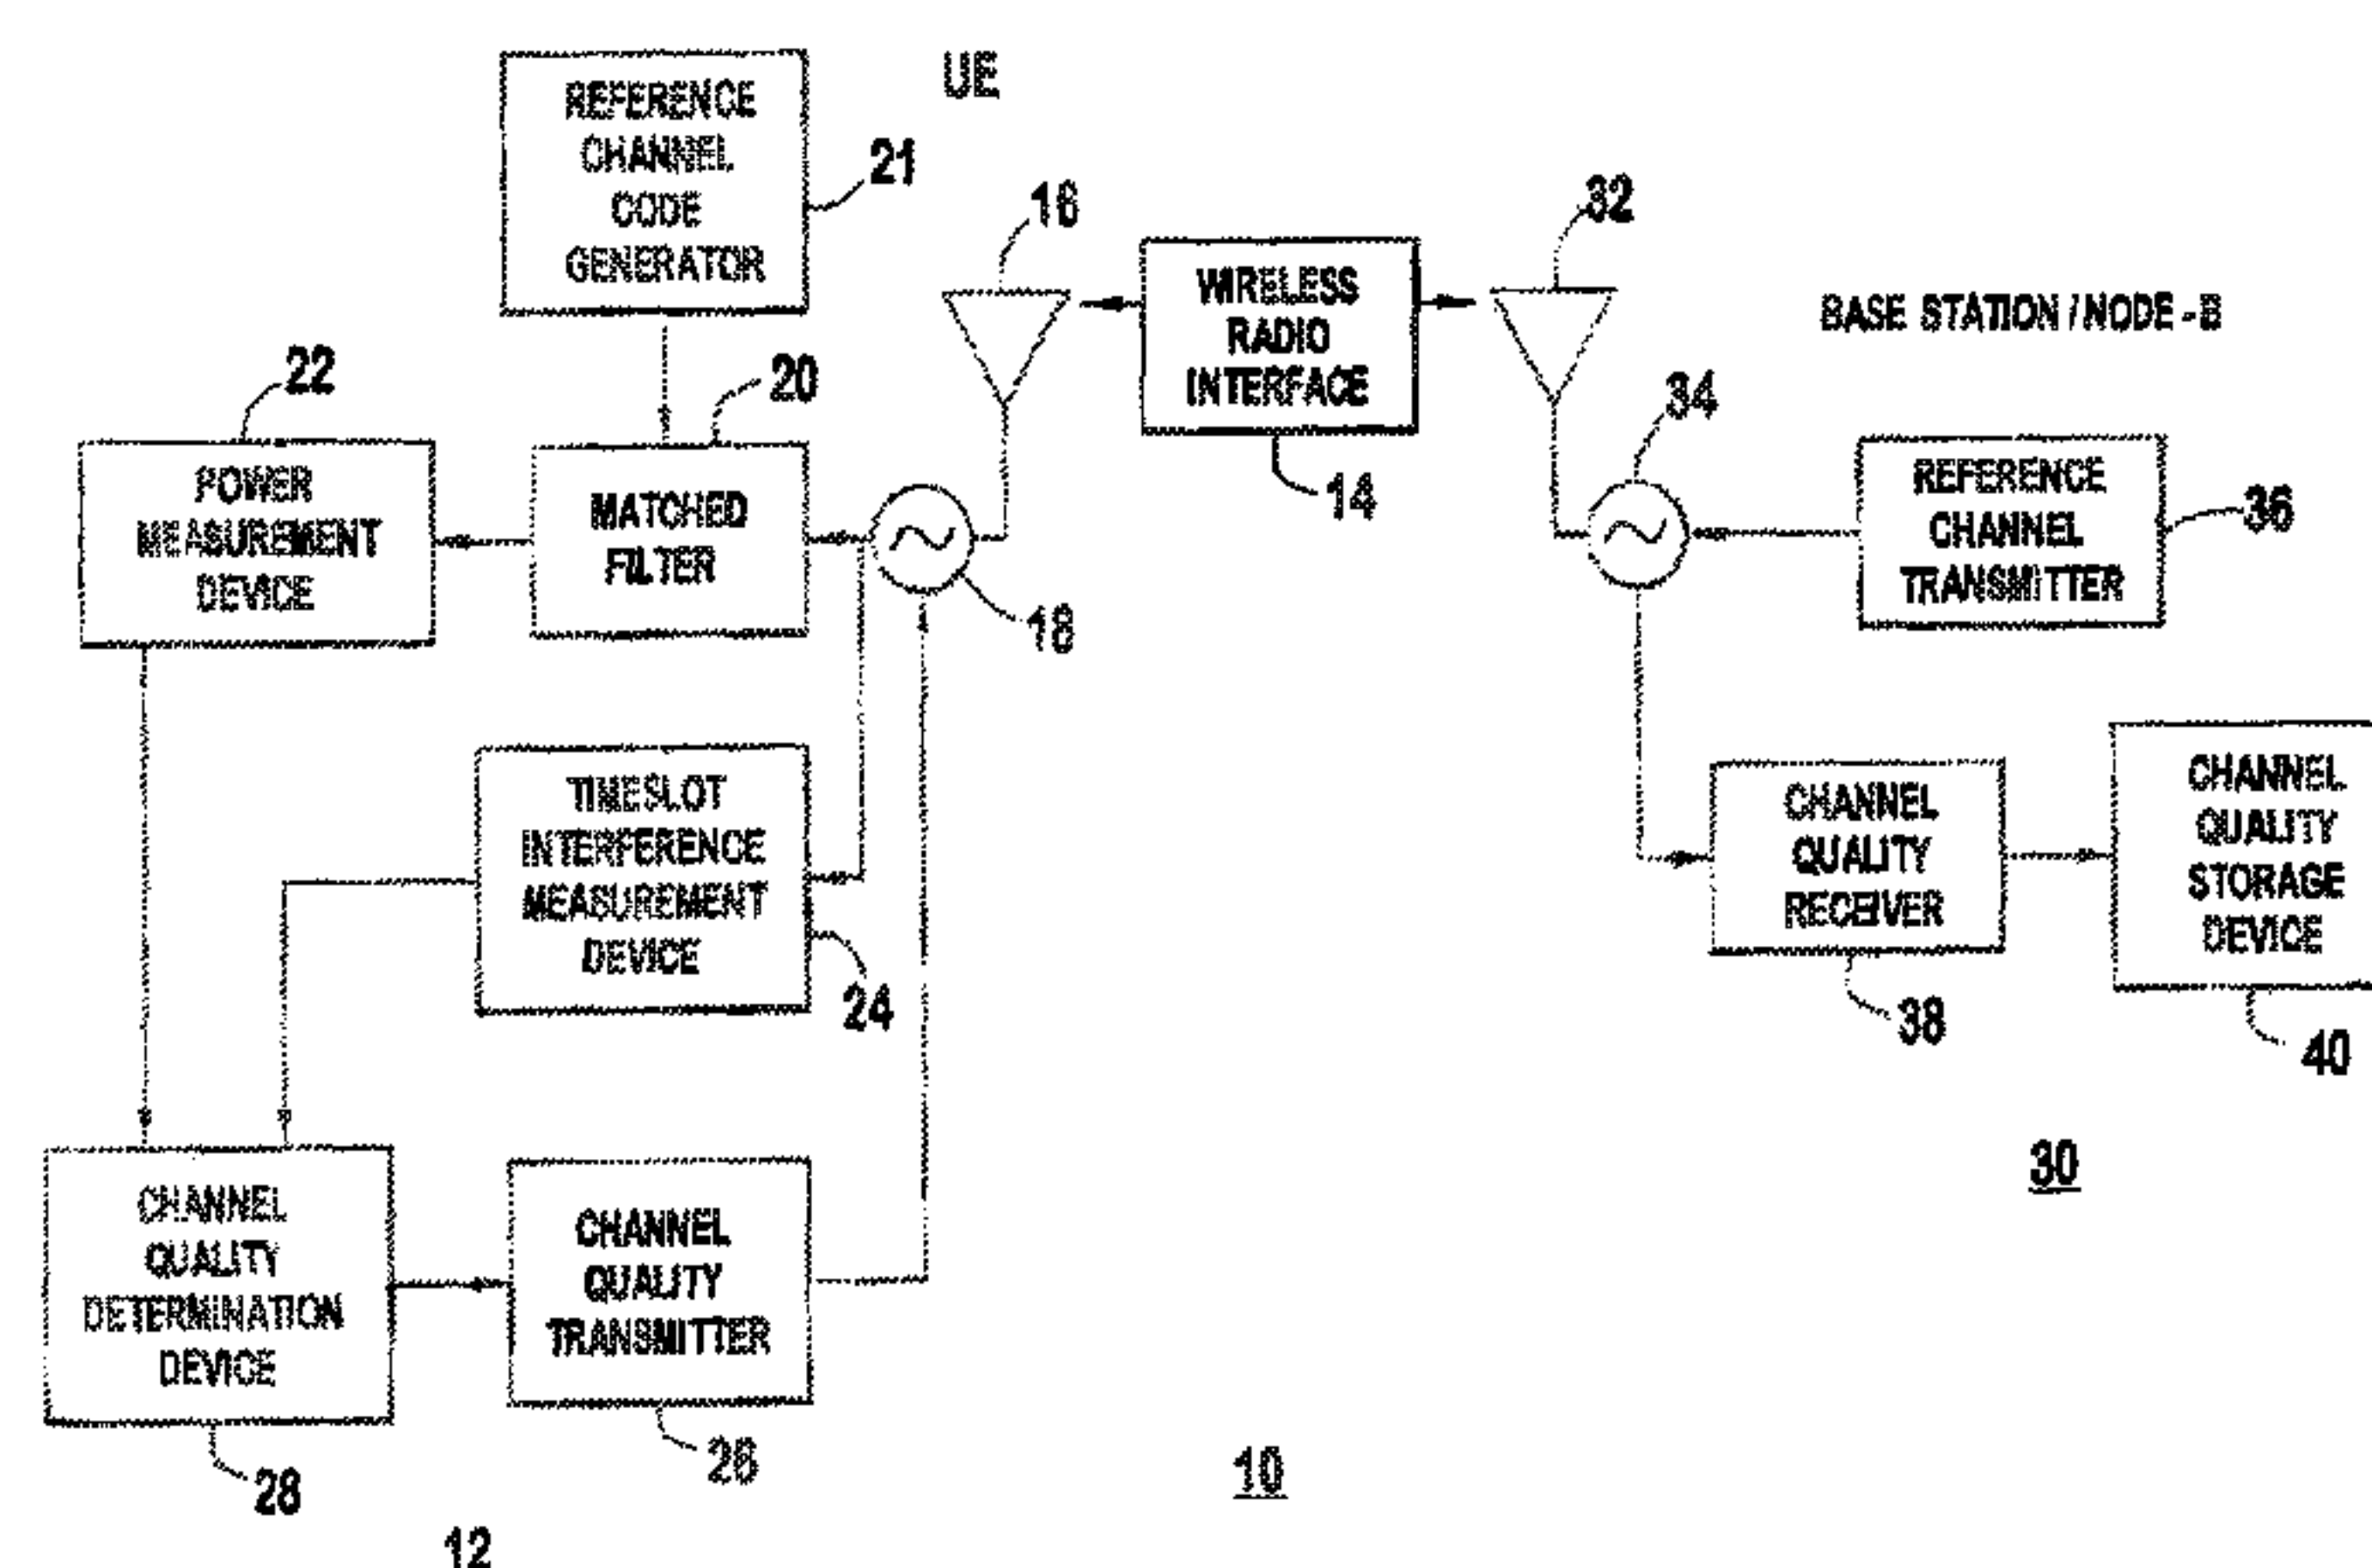 UE
REFERENCE
CHANNEL
CODE
GENERATOR
21
16
WIRELESS
RADIO
INTERFACE
14
32
BASE STATION / NODE - B
22
POWER
MEASUREMENT
DEVICE
20
MATCHED
FILTER
18
34
REFERENCE
CHANNEL
TRANSMITTER
36
TIMESLOT
INTERFERENCE
MEASUREMENT
DEVICE
24
CHANNEL
QUALITY
RECEIVER
38
CHANNEL
QUALITY
STORAGE
DEVICE
40
30
CHANNEL
QUALITY
DETERMINATION
DEVICE
28
CHANNEL
QUALITY
TRANSMITTER
26
10
12